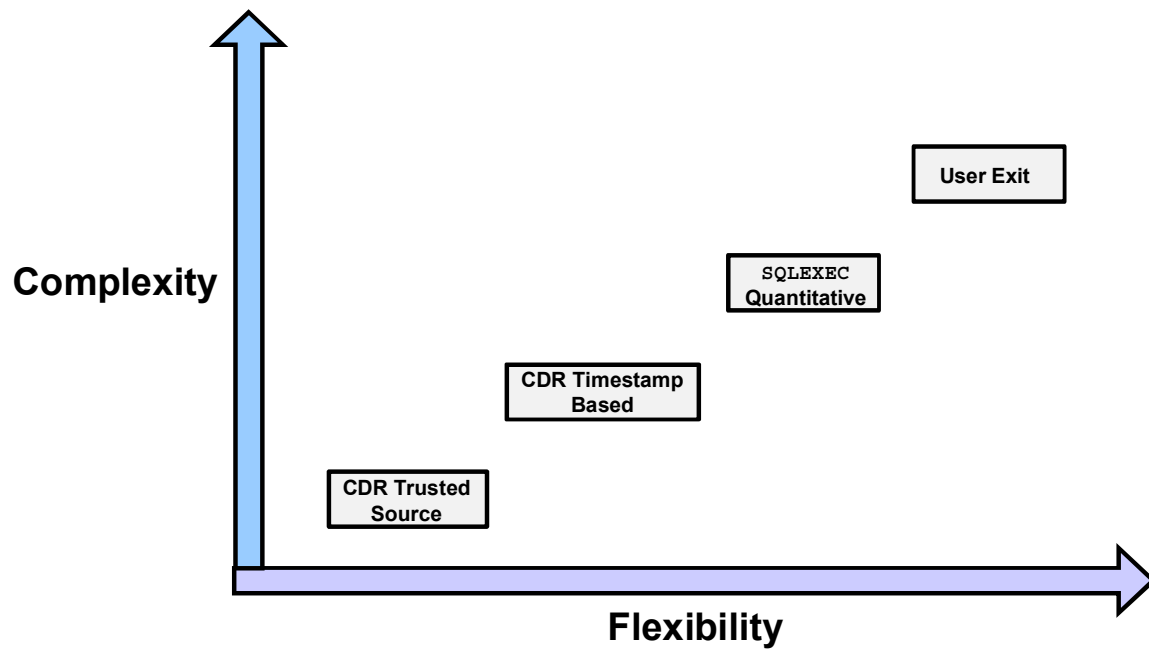 User Exit
Complexity
SQLEXEC
Quantitative
CDR Timestamp
Based
CDR Trusted
Source
Flexibility